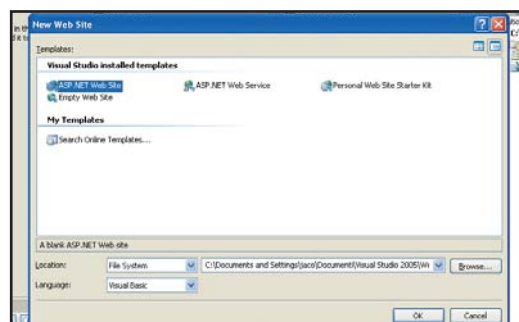 New Web Site
Templates:
Visual Studio installed templates
ASP.NET Web Site
ASP.NET Web Service
Personal Web Site Starter Kit
Empty Web Site
My Templates
Search Online Templates...
A blank ASP.NET Web site
Location:
File System
C:\Documents and Settings\jaco\Documenti\Visual Studio 2005\We
Browse...
Language:
Visual Basic
OK
Cancel